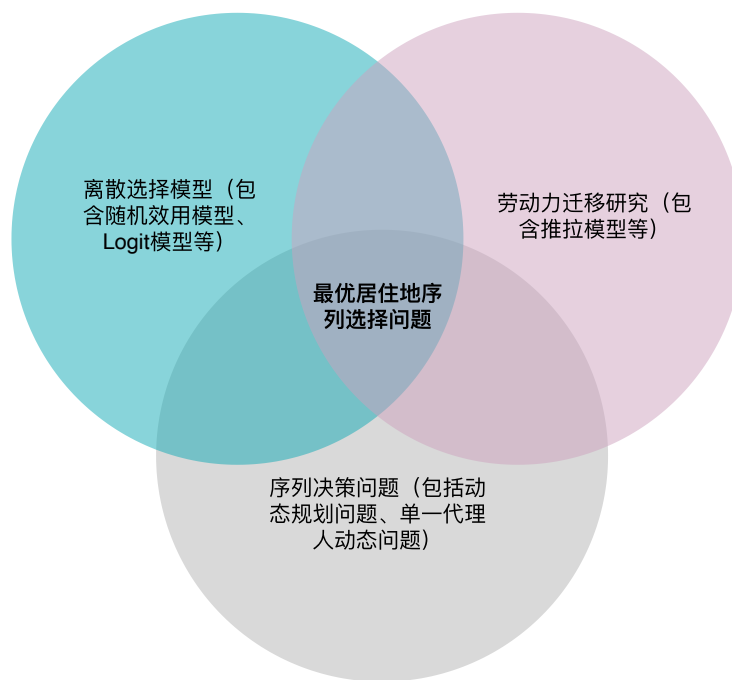 离散选择模型（包
含随机效用模型、
Logit模型等）
劳动力迁移研究（包
含推拉模型等）
最优居住地序
列选择问题
序列决策问题（包括动
态规划问题、单一代理
人动态问题）